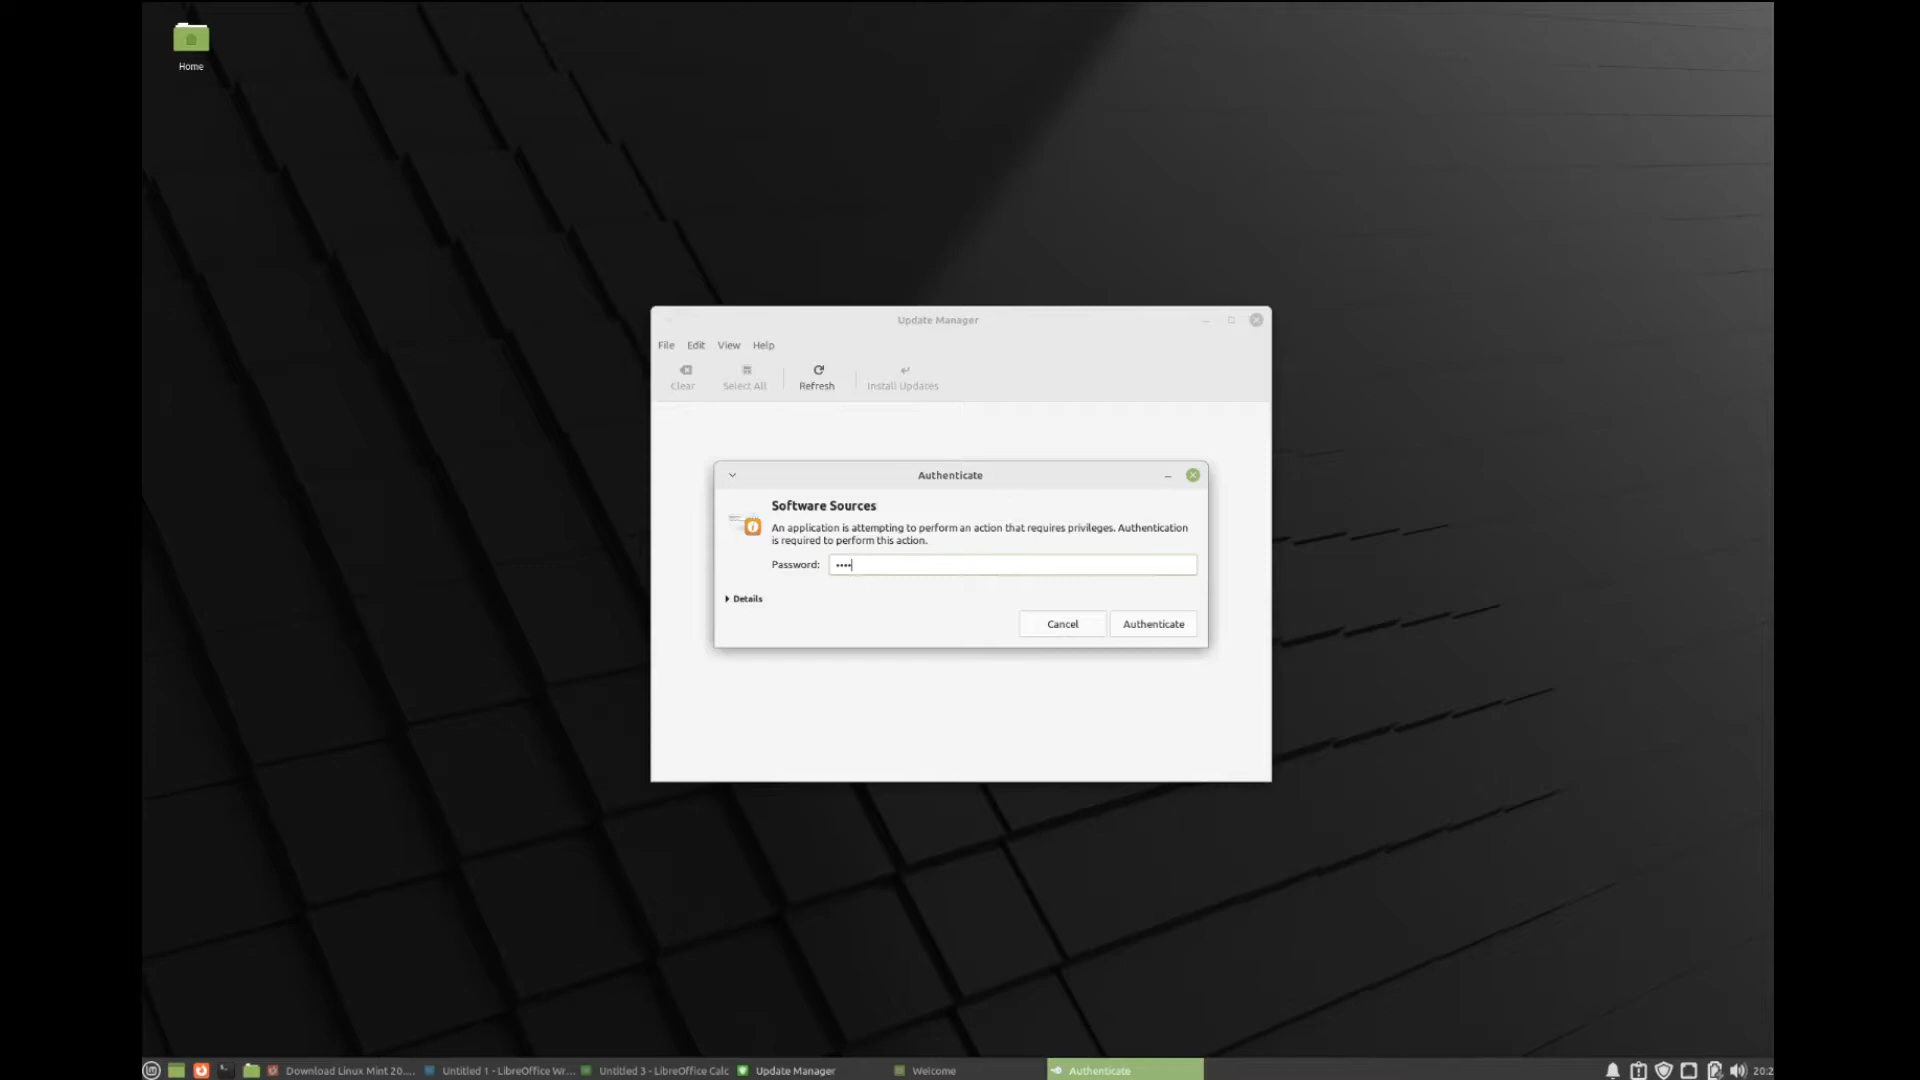 Home
Update Manager
File Edit View Help
Clear Select All Refresh Install Updates
Authenticate
Software Sources
An application is attempting to perform an action that requires privileges. Authentication
is required to perform this action.
Password: ••••
Details
Cancel Authenticate
Download Linux Mint 20.... Untitled 1 - LibreOffice Wr... Untitled 3 - LibreOffice Calc Update Manager Welcome Authenticate 20:2